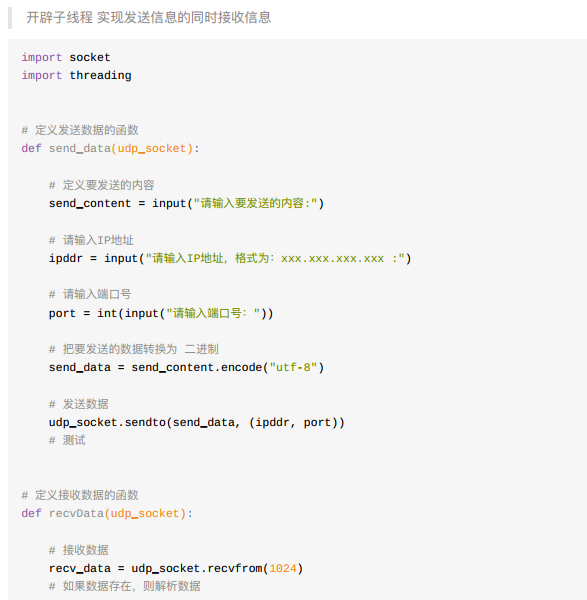 开辟子线程 实现发送信息的同时接收信息
import socket
import threading
# 定义发送数据的函数
def send_data(udp_socket):
# 定义要发送的内容
send_content = input("请输入要发送的内容:")
# 请输入IP地址
ipddr = input("请输入IP地址，格式为：xxx.xxx.xxx.xxx :")
# 请输入端口号
port = int(input("请输入端口号："))
# 把要发送的数据转换为 二进制
send_data = send_content.encode("utf-8")
# 发送数据
udp_socket.sendto(send_data, (ipddr, port))
# 测试
# 定义接收数据的函数
def recvData(udp_socket):
# 接收数据
recv_data = udp_socket.recvfrom(1024)
# 如果数据存在，则解析数据